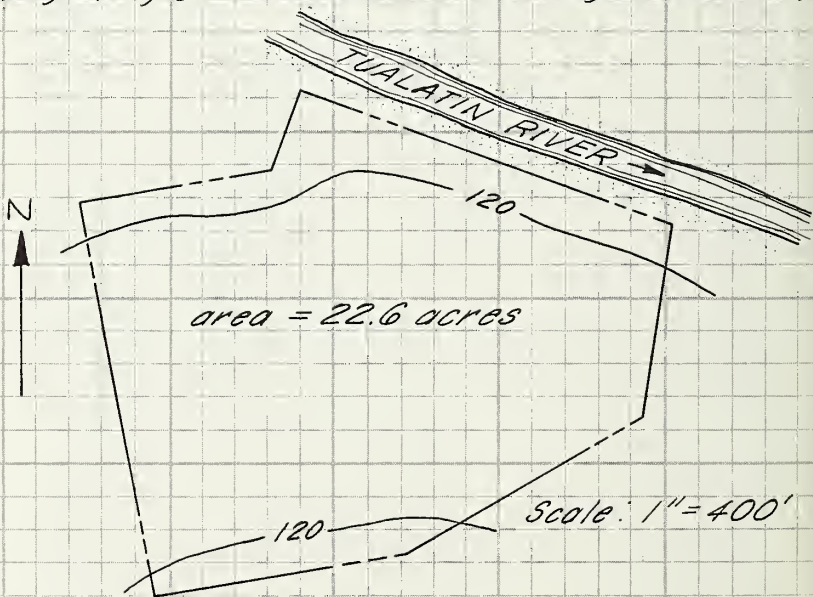 TUALATIN RIVER
N
120
area = 22.6 acres
Scale: 1"=400'
120